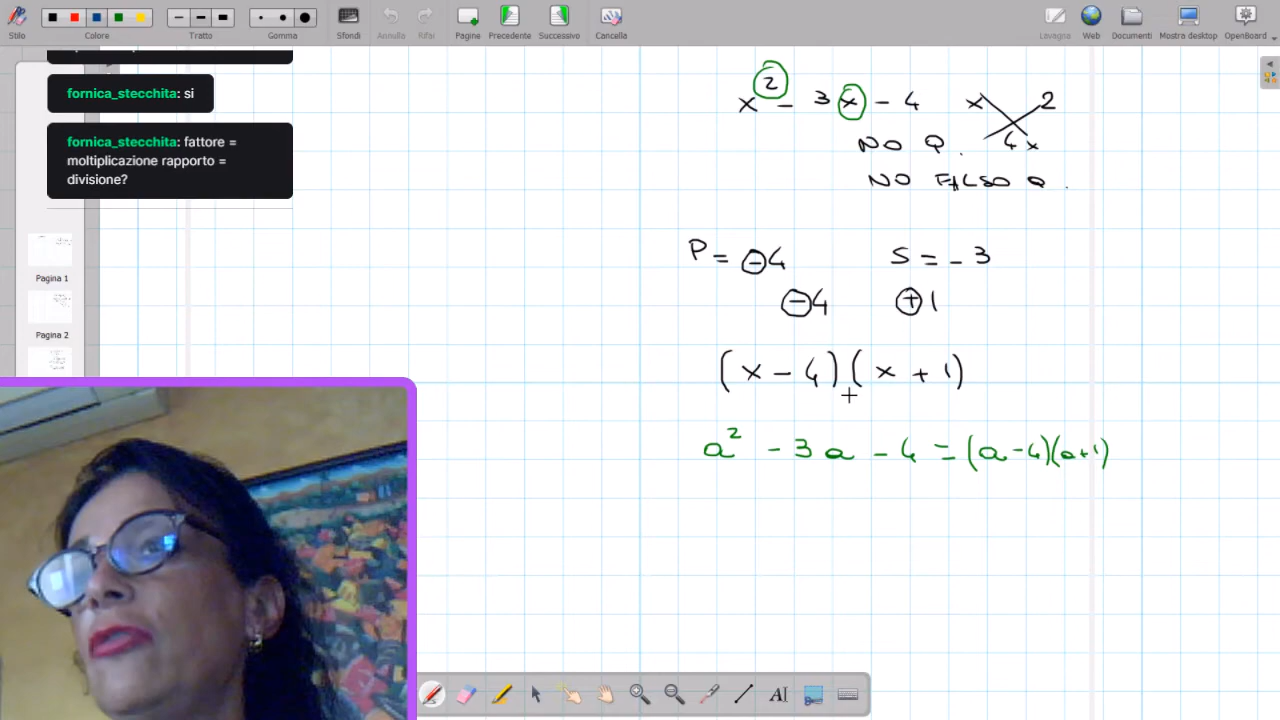 Stilo
Colore
Tratto
Gomma
Sfondi
Annulla
Rifai
Pagine
Precedente
Successivo
Cancella
Lavagna
Web
Documenti
Mostra desktop
OpenBoard
fornica_stecchita: si
fornica_stecchita: fattore =
moltiplicazione rapporto =
divisione?
Pagina 1
Pagina 2
x² - 3x - 4
x 2
4x
NO Q.
NO FALSO Q.
P = -4 S = -3
-4 +1
(x - 4)(x + 1)
a² - 3a - 4 = (a - 4)(a+1)
AI